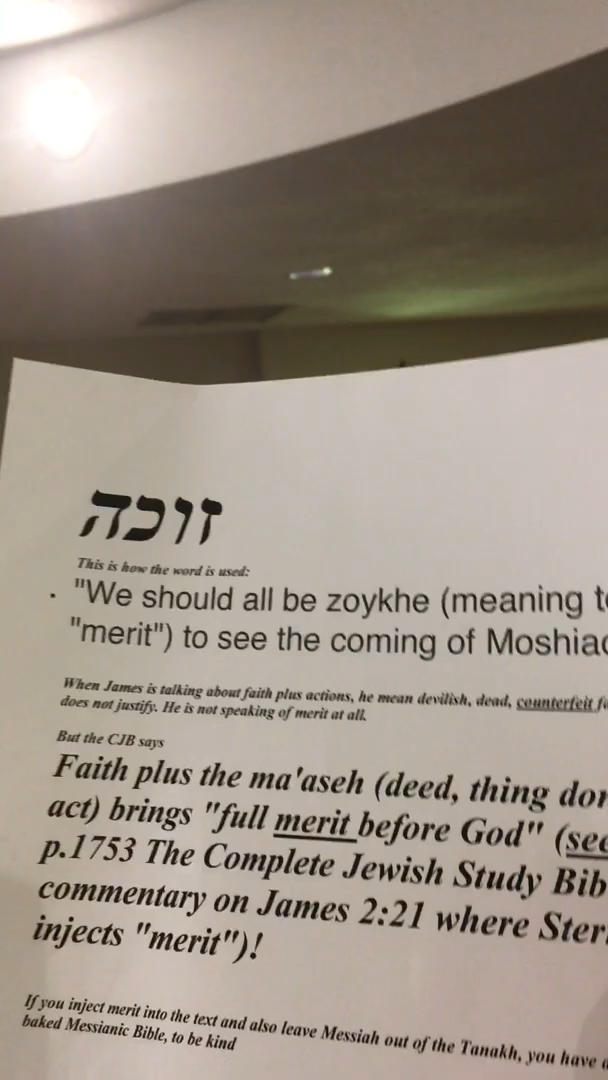 זוכה
This is how the word is used:
· "We should all be zoykhe (meaning
"merit") to see the coming of
When James is talking about faith plus actions, he mean devilish, dead, counterfeit
does not justify. He is not speaking of merit at all.
But the CJB says
Faith plus the ma'aseh (deed, thing
act) brings "full merit before God" (see
p.1753 The Complete Jewish Study
commentary on James 2:21 where
injects "merit")!
If you inject merit into the text and also leave Messiah out of the Tanakh, you have
baked Messianic Bible, to be kind